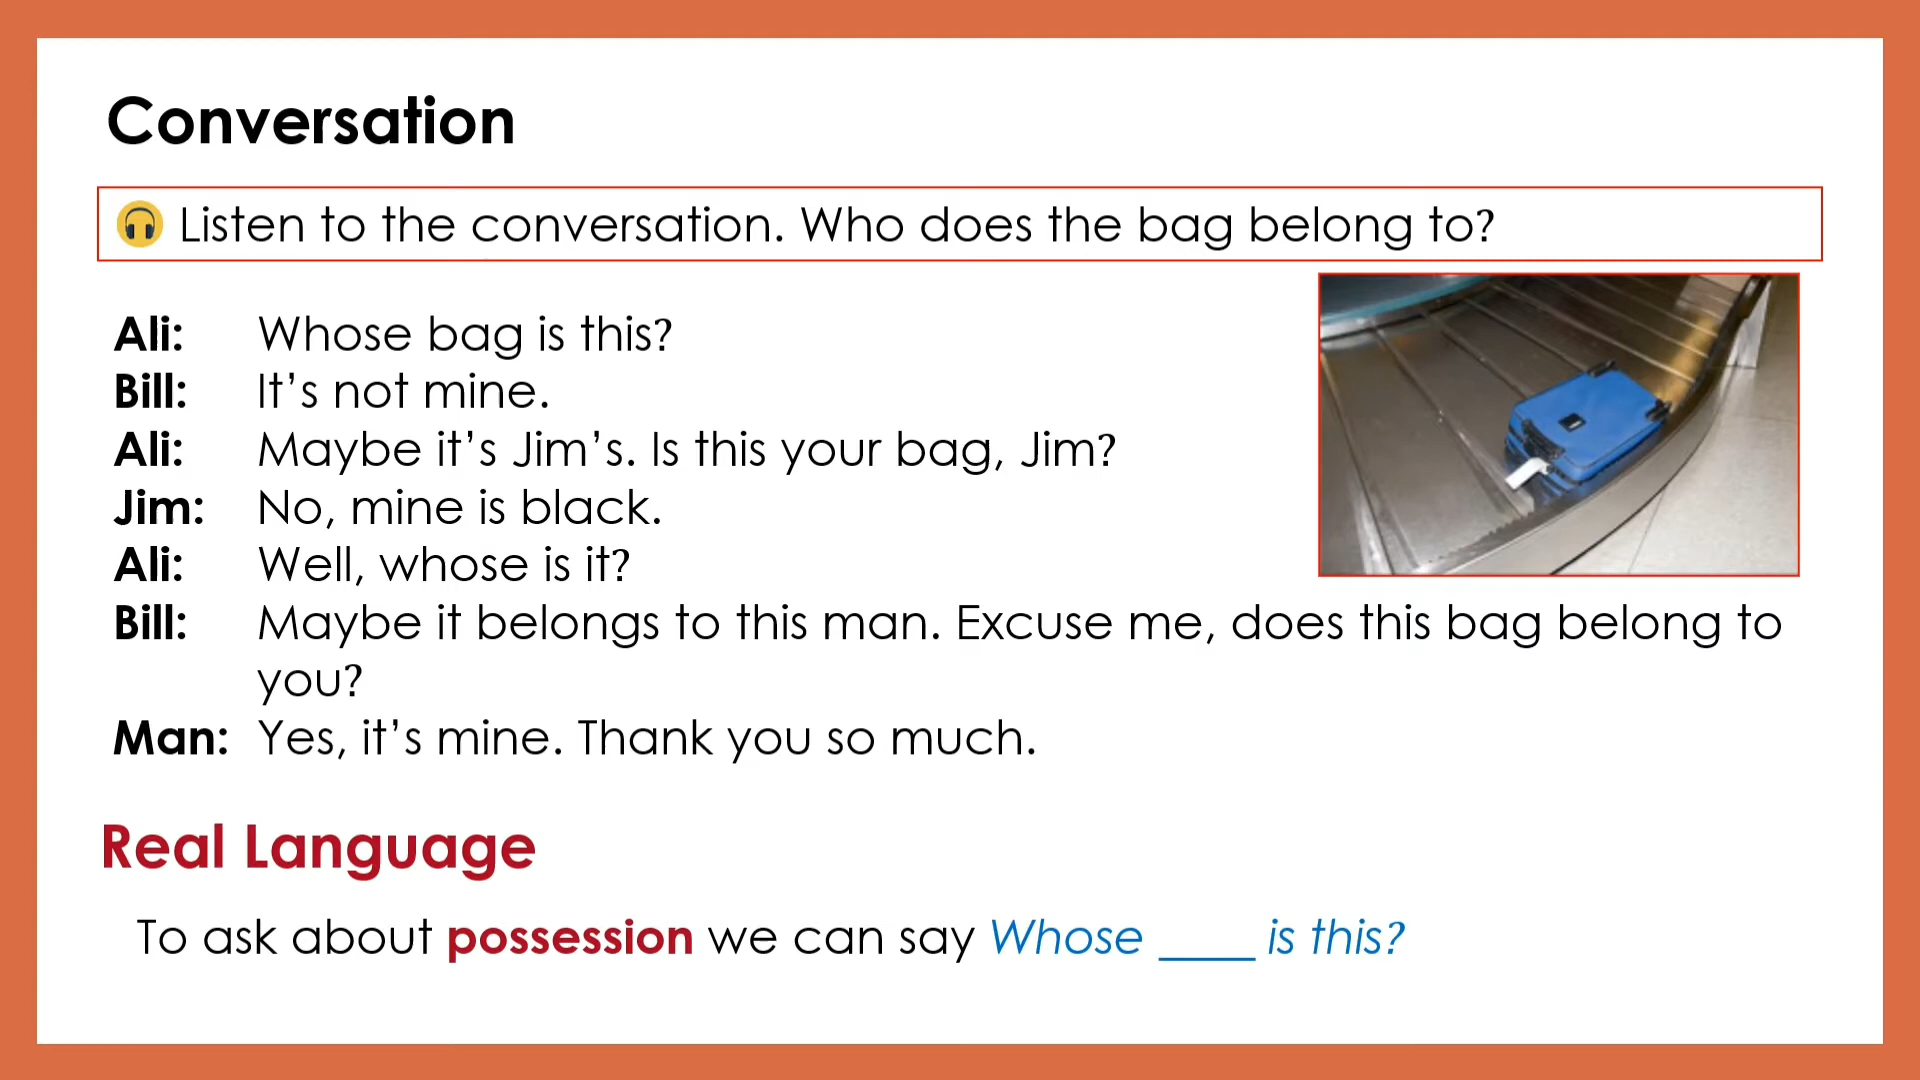 Conversation
Listen to the conversation. Who does the bag belong to?
Ali: Whose bag is this?
Bill: It’s not mine.
Ali: Maybe it’s Jim’s. Is this your bag, Jim?
Jim: No, mine is black.
Ali: Well, whose is it?
Bill: Maybe it belongs to this man. Excuse me, does this bag belong to
you?
Man: Yes, it’s mine. Thank you so much.
Real Language
To ask about possession we can say Whose ____ is this?